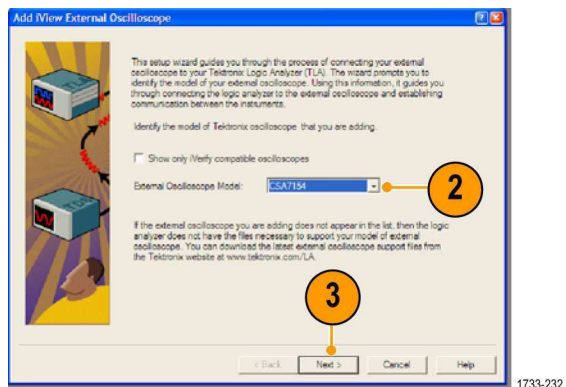 Add iView External Oscilloscope
This setup wizard guides you through the process of connecting your external
oscilloscope to your Tektronix Logic Analyzer (TLA). The wizard prompts you to
identify the model of your external oscilloscope. Using this information, it guides you
through connecting the logic analyzer to the external oscilloscope and establishing
communication between the instruments.
Identify the model of Tektronix oscilloscope that you are adding.
Show only iVerify compatible oscilloscopes
External Oscilloscope Model: CSA7154
2
If the external oscilloscope you are adding does not appear in the list, then the logic
analyzer does not have the files necessary to support your model of external
oscilloscope. You can download the latest external oscilloscope support files from
the Tektronix website at www.tektronix.com/LA.
3
< Back Next > Cancel Help
1733-232
TLA
TDS